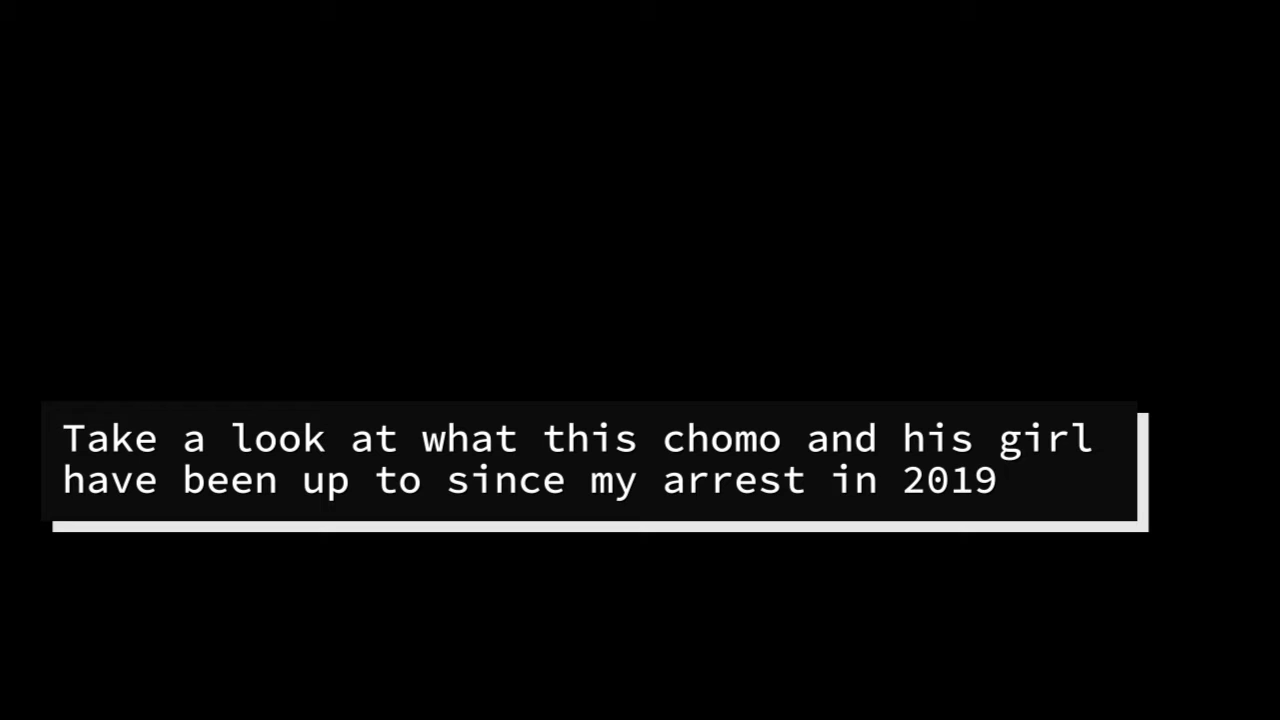 Take a look at what this chomo and his girl
have been up to since my arrest in 2019